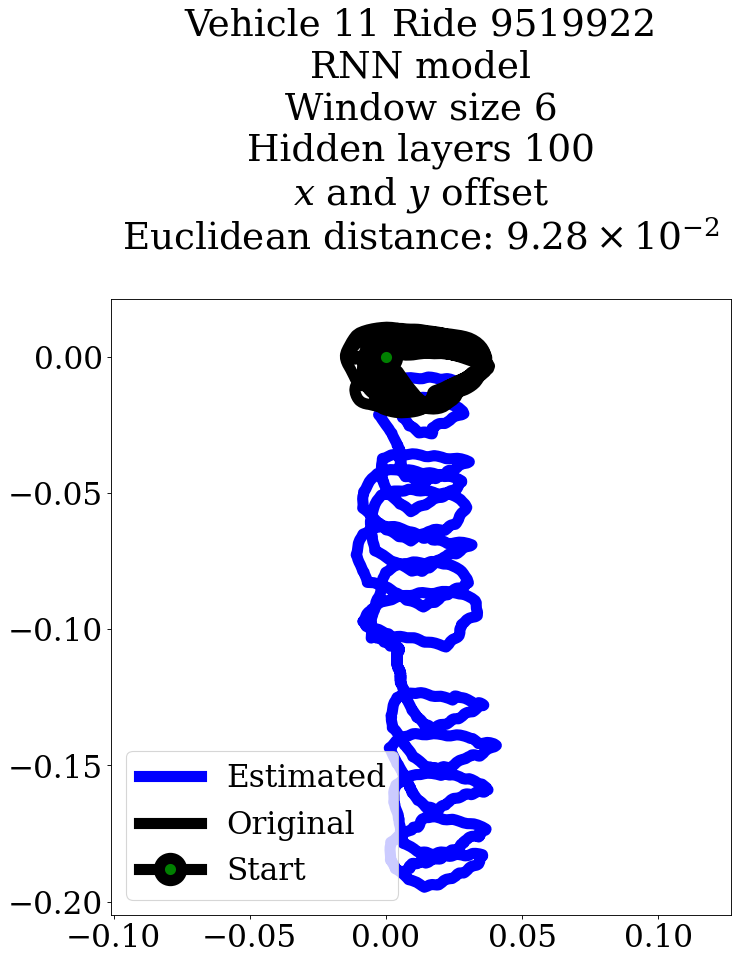 Vehicle 11 Ride 9519922
RNN model
Window size 6
Hidden layers 100
x and y offset
Euclidean distance: 9.28 × 10⁻²
0.00
−0.05
−0.10
−0.15
−0.20
Estimated
Original
Start
−0.10 −0.05 0.00 0.05 0.10